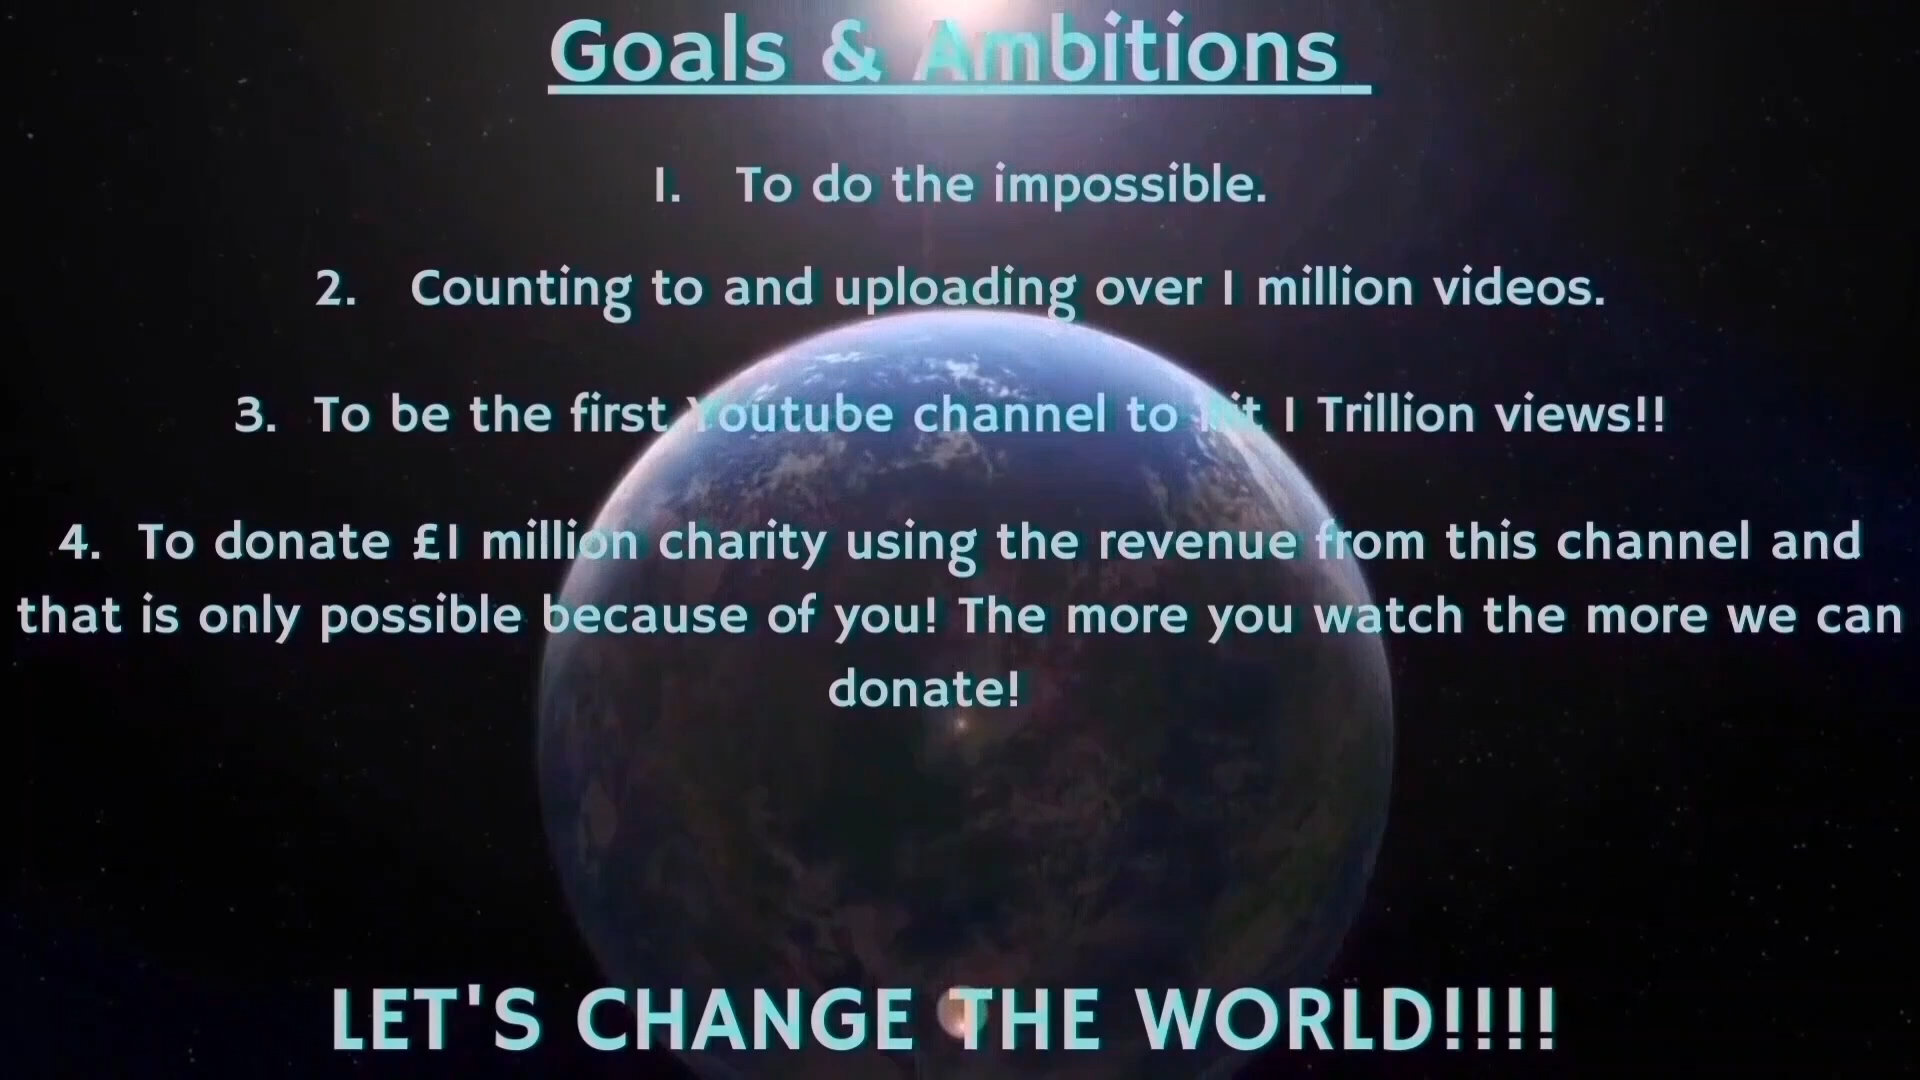 Goals & Ambitions
1. To do the impossible.
2. Counting to and uploading over 1 million videos.
3. To be the first Youtube channel to hit 1 Trillion views!!
4. To donate £1 million charity using the revenue from this channel and
that is only possible because of you! The more you watch the more we can
donate!
LET'S CHANGE THE WORLD!!!!